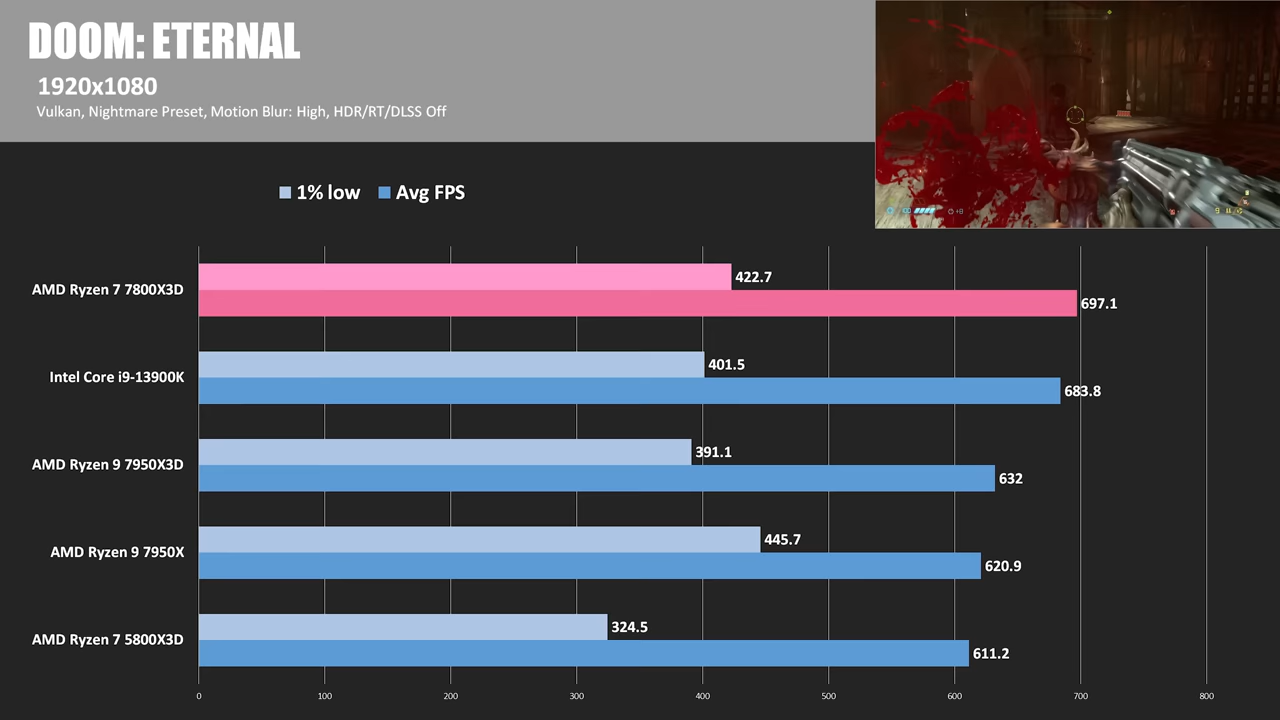 DOOM: ETERNAL
1920x1080
Vulkan, Nightmare Preset, Motion Blur: High, HDR/RT/DLSS Off
1% low Avg FPS
AMD Ryzen 7 7800X3D
422.7
697.1
Intel Core i9-13900K
401.5
683.8
AMD Ryzen 9 7950X3D
391.1
632
AMD Ryzen 9 7950X
445.7
620.9
AMD Ryzen 7 5800X3D
324.5
611.2
0 100 200 300 400 500 600 700 800